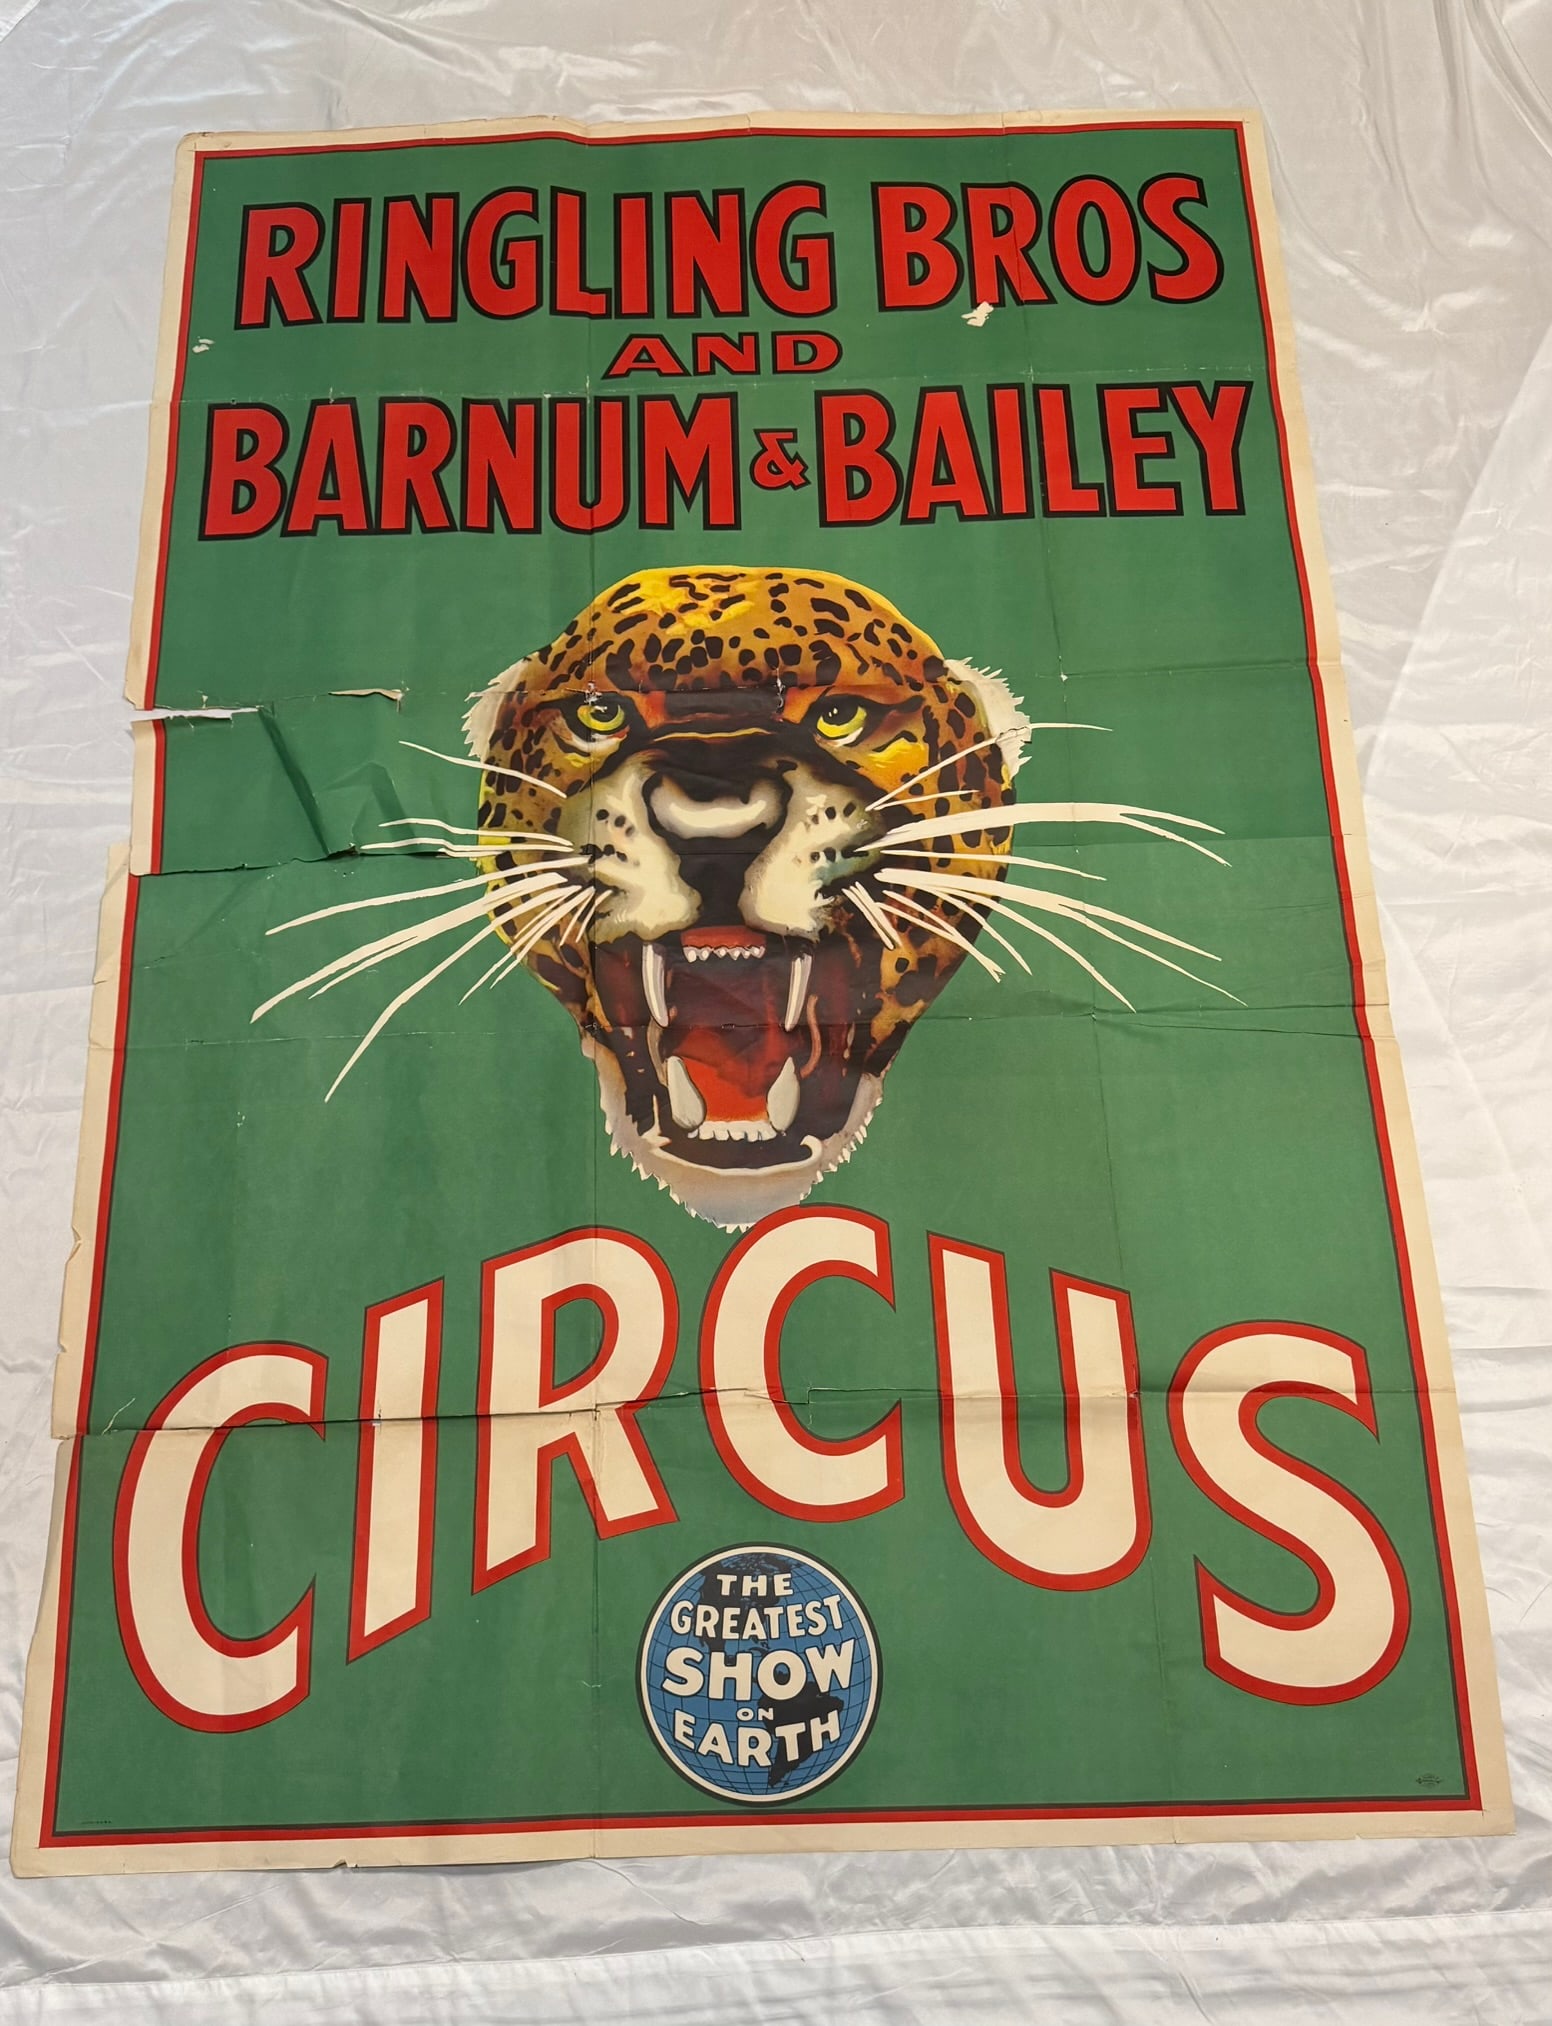 RINGLING BROS
AND
BARNUM & BAILEY
CIRCUS
THE
GREATEST
SHOW
ON
EARTH